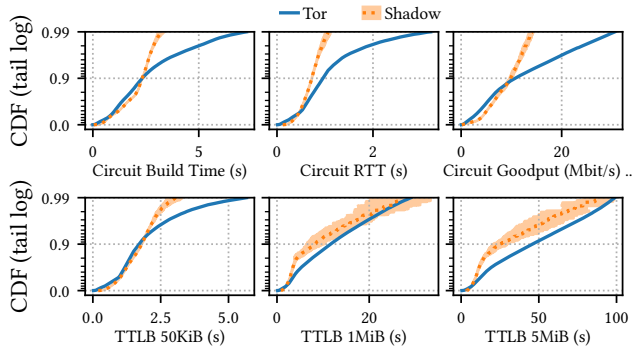 Tor Shadow
CDF (tail log)
0.99
0.9
0.0
0 5
Circuit Build Time (s)
0 2
Circuit RTT (s)
0 20
Circuit Goodput (Mbit/s) ..
CDF (tail log)
0.99
0.9
0.0
0.0 2.5 5.0
TTLB 50KiB (s)
0 20
TTLB 1MiB (s)
0 50 100
TTLB 5MiB (s)